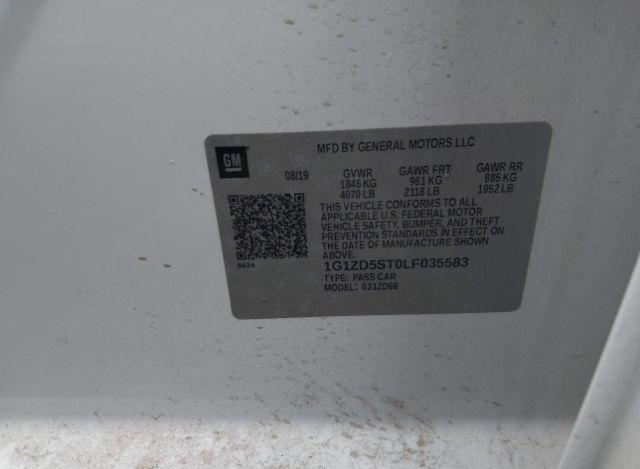 GM
MFD BY GENERAL MOTORS LLC
08/19 GVWR GAWR FRT GAWR RR
1846 KG 961 KG 885 KG
4070 LB 2118 LB 1952 LB
THIS VEHICLE CONFORMS TO ALL
APPLICABLE U.S. FEDERAL MOTOR
VEHICLE SAFETY, BUMPER, AND THEFT
PREVENTION STANDARDS IN EFFECT ON
THE DATE OF MANUFACTURE SHOWN
ABOVE.
1G1ZD5ST0LF035583
TYPE: PASS CAR
MODEL: 031ZD69